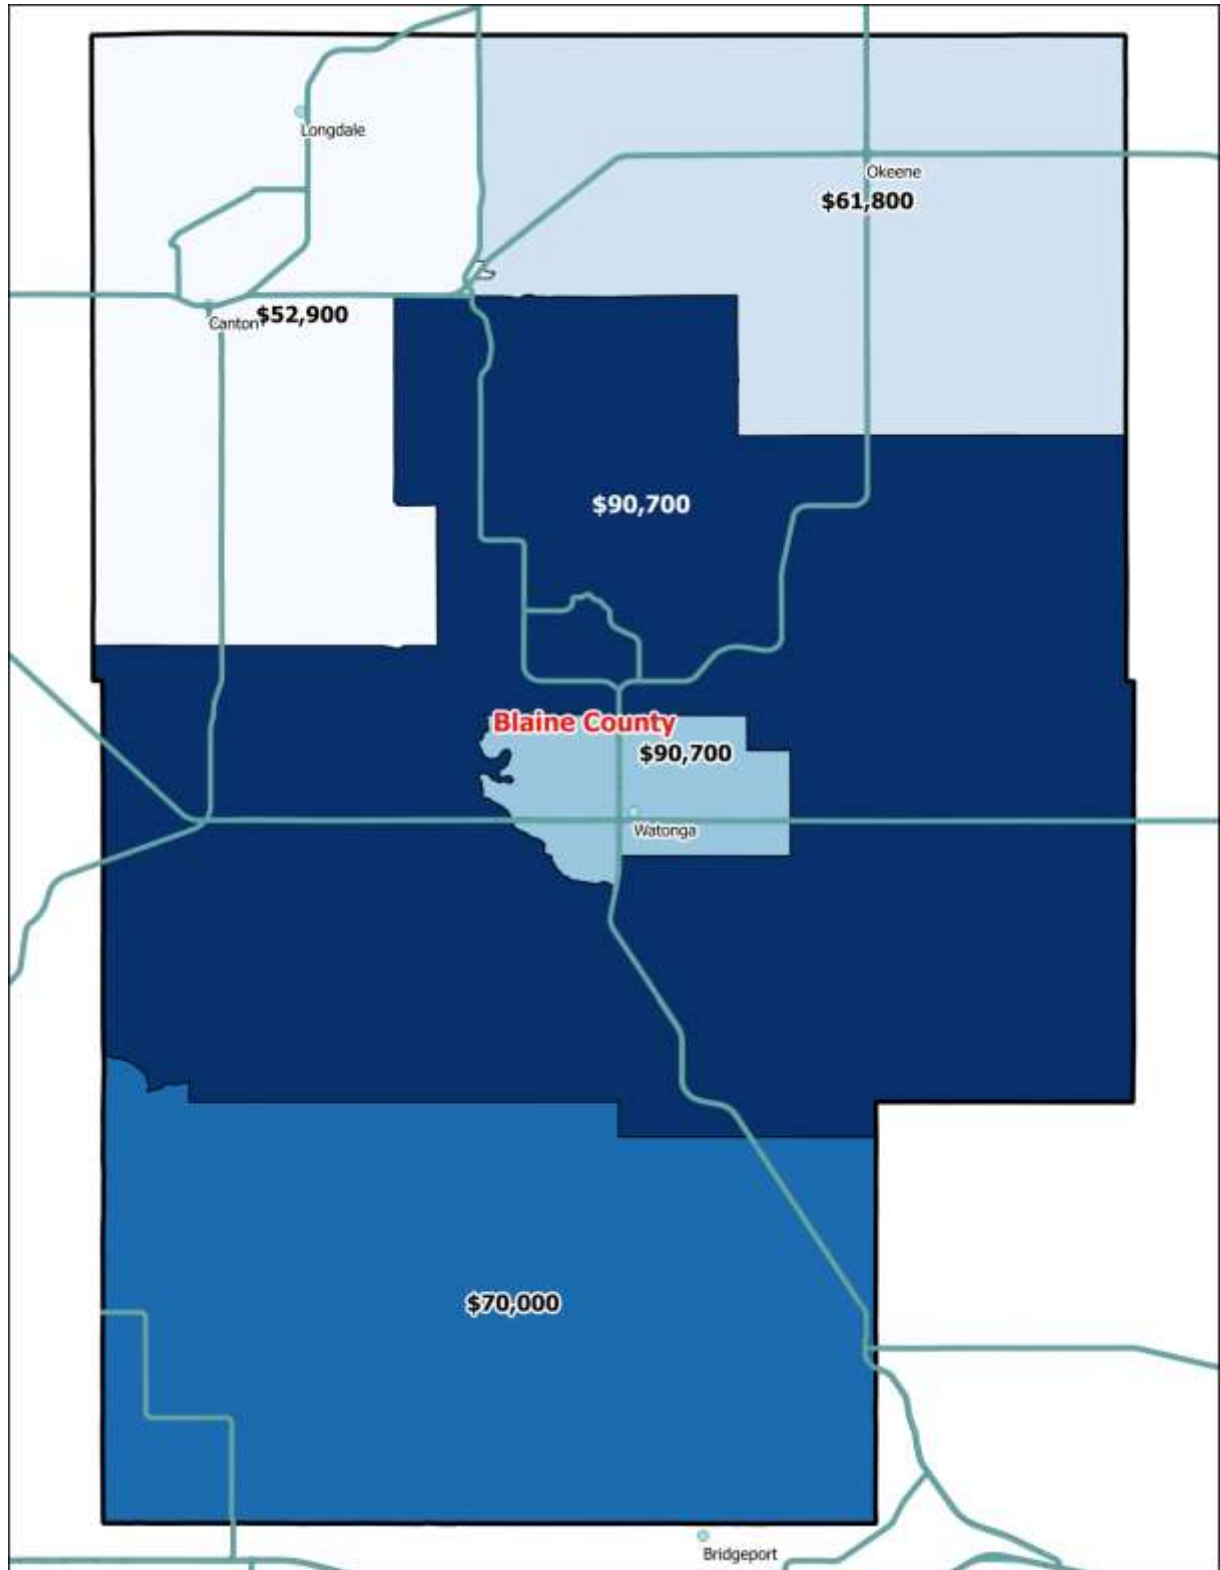 Longdale
Okeene
$61,800
Canton
$52,900
$90,700
Blaine County
$90,700
Watonga
$70,000
Bridgeport